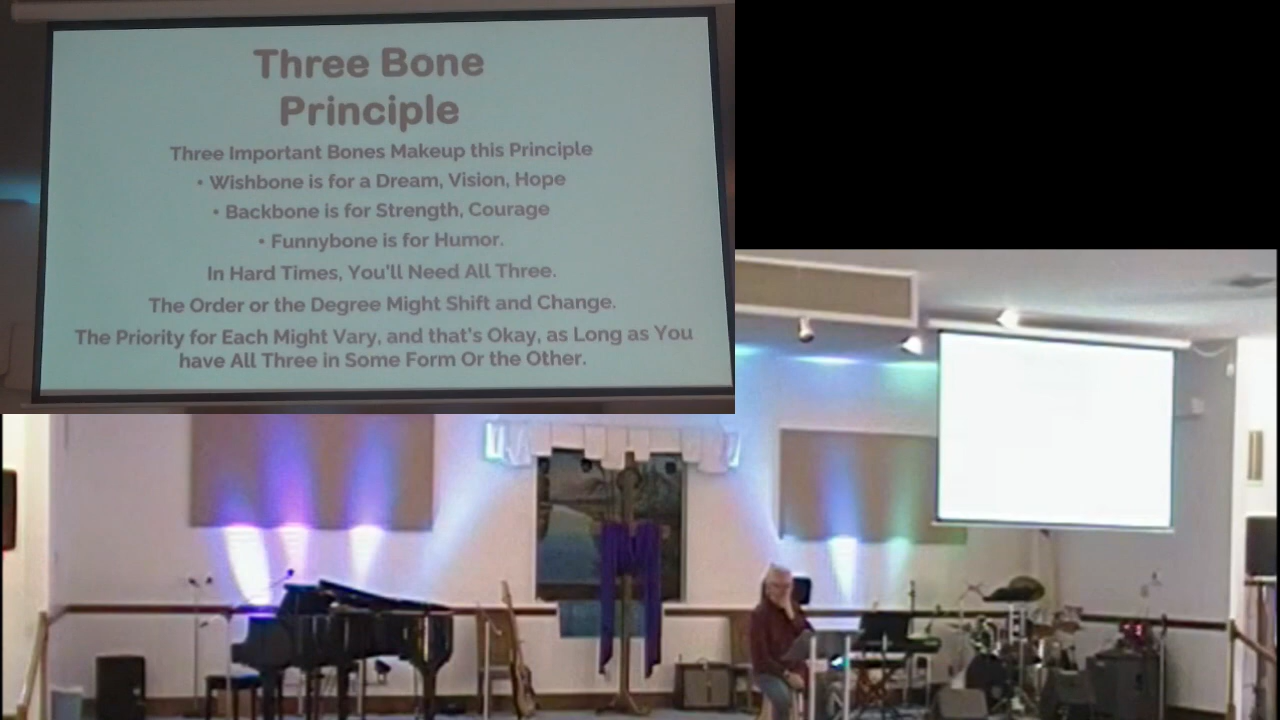 Three Bone
Principle
Three Important Bones Makeup this Principle
• Wishbone is for a Dream, Vision, Hope
• Backbone is for Strength, Courage
• Funnybone is for Humor.
In Hard Times, You'll Need All Three.
The Order or the Degree Might Shift and Change.
The Priority for Each Might Vary, and that's Okay, as Long as You
have All Three in Some Form Or the Other.